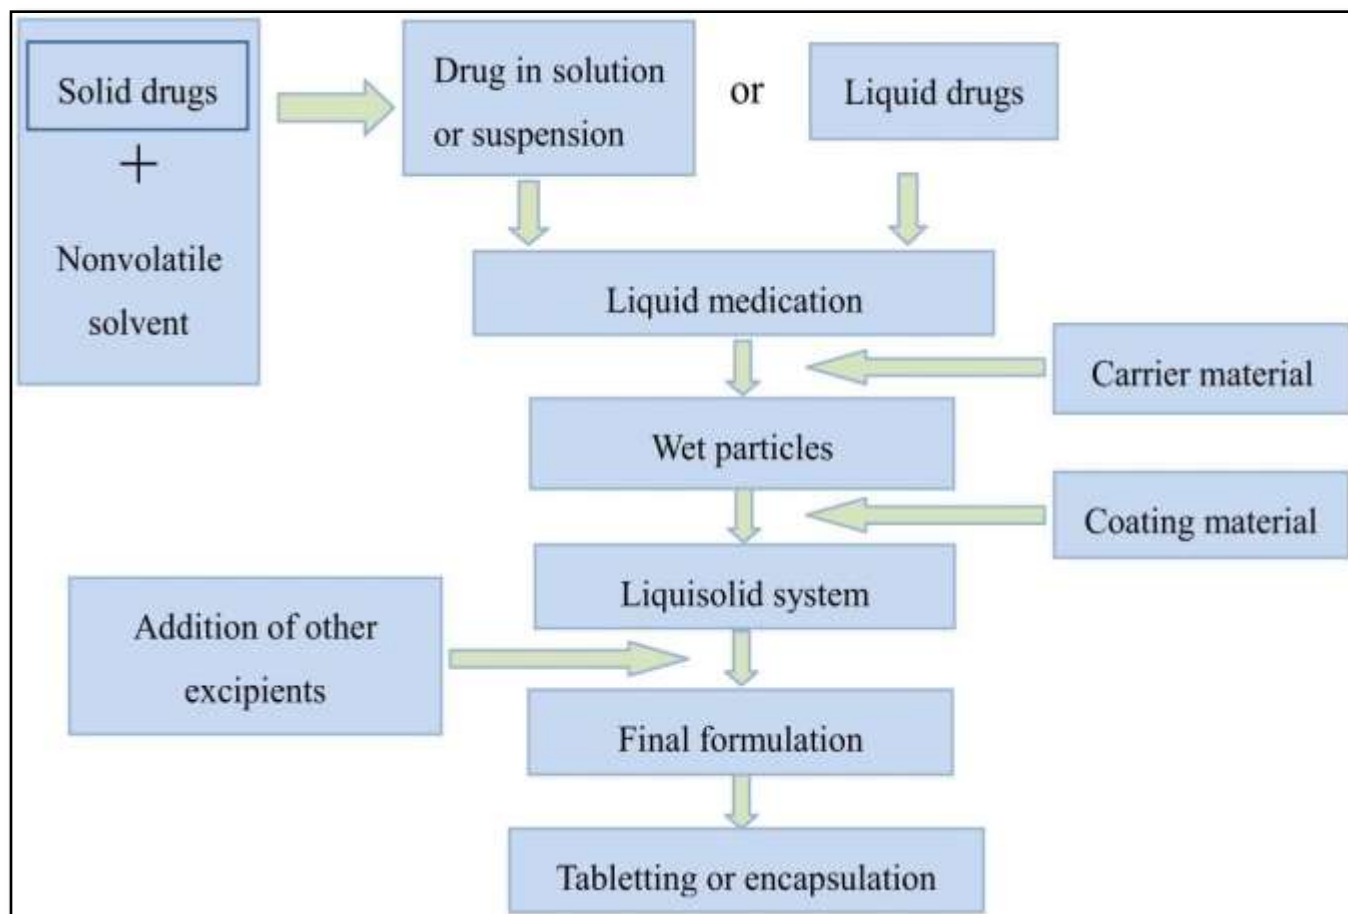 Solid drugs
+
Nonvolatile
solvent
Drug in solution
or suspension
or
Liquid drugs
Liquid medication
Carrier material
Wet particles
Coating material
Liquisolid system
Addition of other
excipients
Final formulation
Tabletting or encapsulation